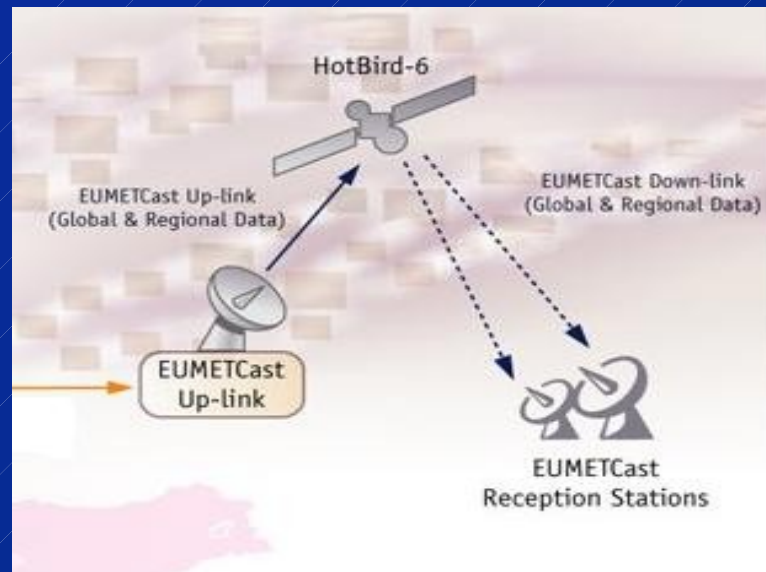 HotBird-6
EUMETCast Up-link
(Global & Regional Data)
EUMETCast Down-link
(Global & Regional Data)
EUMETCast
Up-link
EUMETCast
Reception Stations